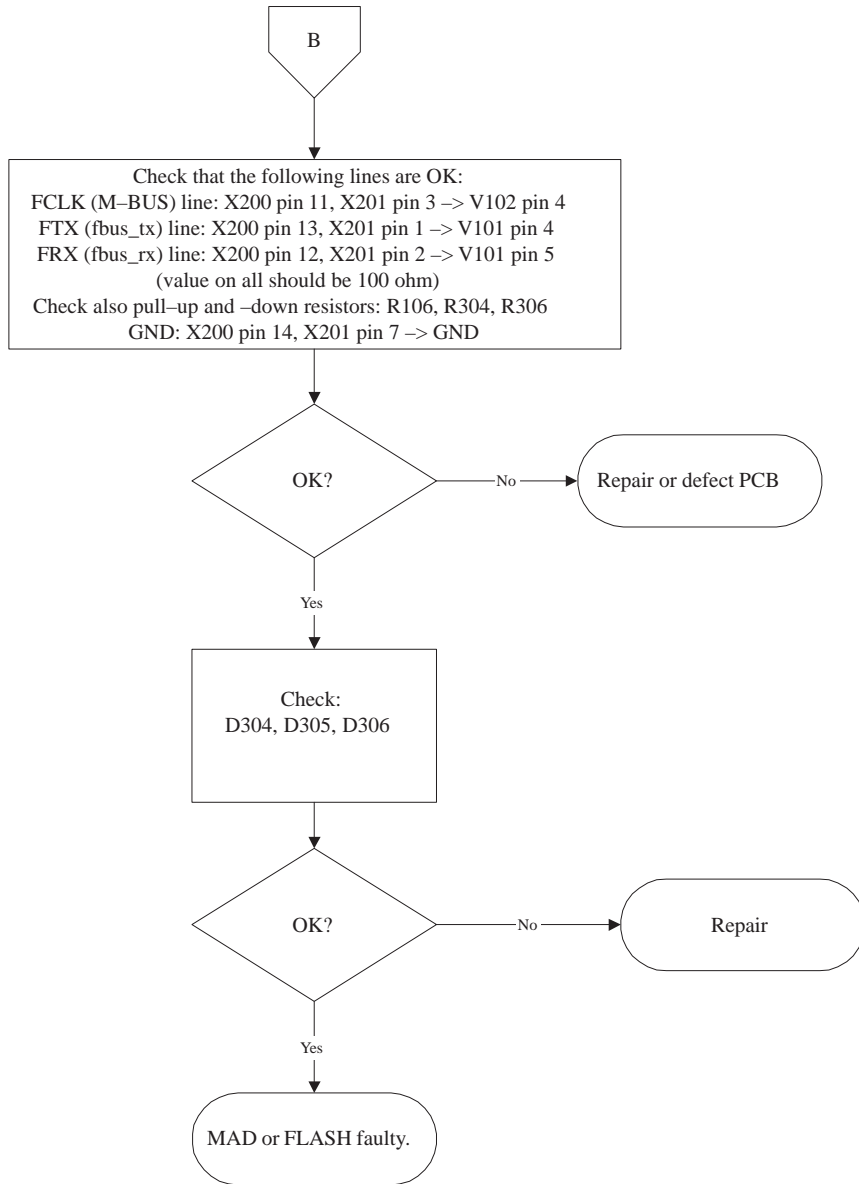 B
Check that the following lines are OK:
FCLK (M–BUS) line: X200 pin 11, X201 pin 3 –> V102 pin 4
FTX (fbus_tx) line: X200 pin 13, X201 pin 1 –> V101 pin 4
FRX (fbus_rx) line: X200 pin 12, X201 pin 2 –> V101 pin 5
(value on all should be 100 ohm)
Check also pull–up and –down resistors: R106, R304, R306
GND: X200 pin 14, X201 pin 7 –> GND
OK?
No
Repair or defect PCB
Yes
Check:
D304, D305, D306
OK?
No
Repair
Yes
MAD or FLASH faulty.